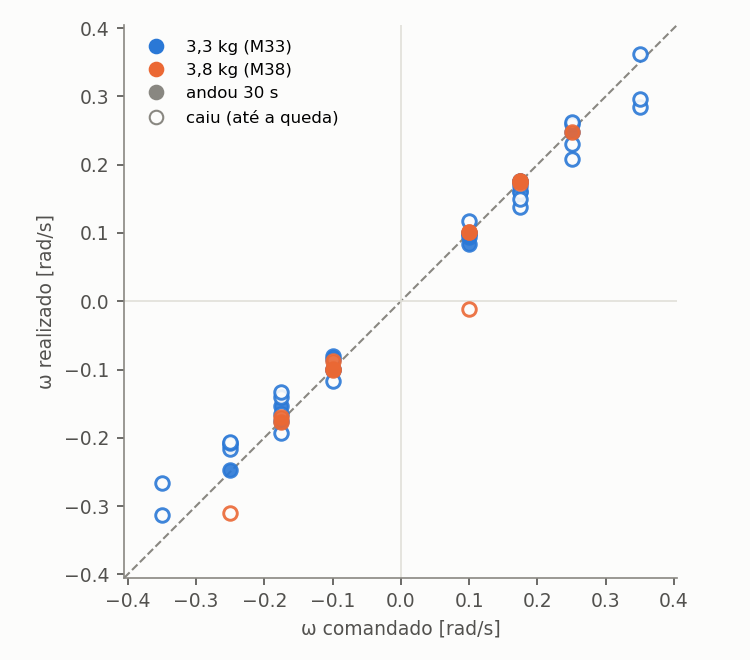 3,3 kg (M33)
3,8 kg (M38)
andou 30 s
caiu (até a queda)
0.4
0.3
0.2
0.1
0.0
−0.1
−0.2
−0.3
−0.4
ω realizado [rad/s]
−0.4 −0.3 −0.2 −0.1 0.0 0.1 0.2 0.3 0.4
ω comandado [rad/s]